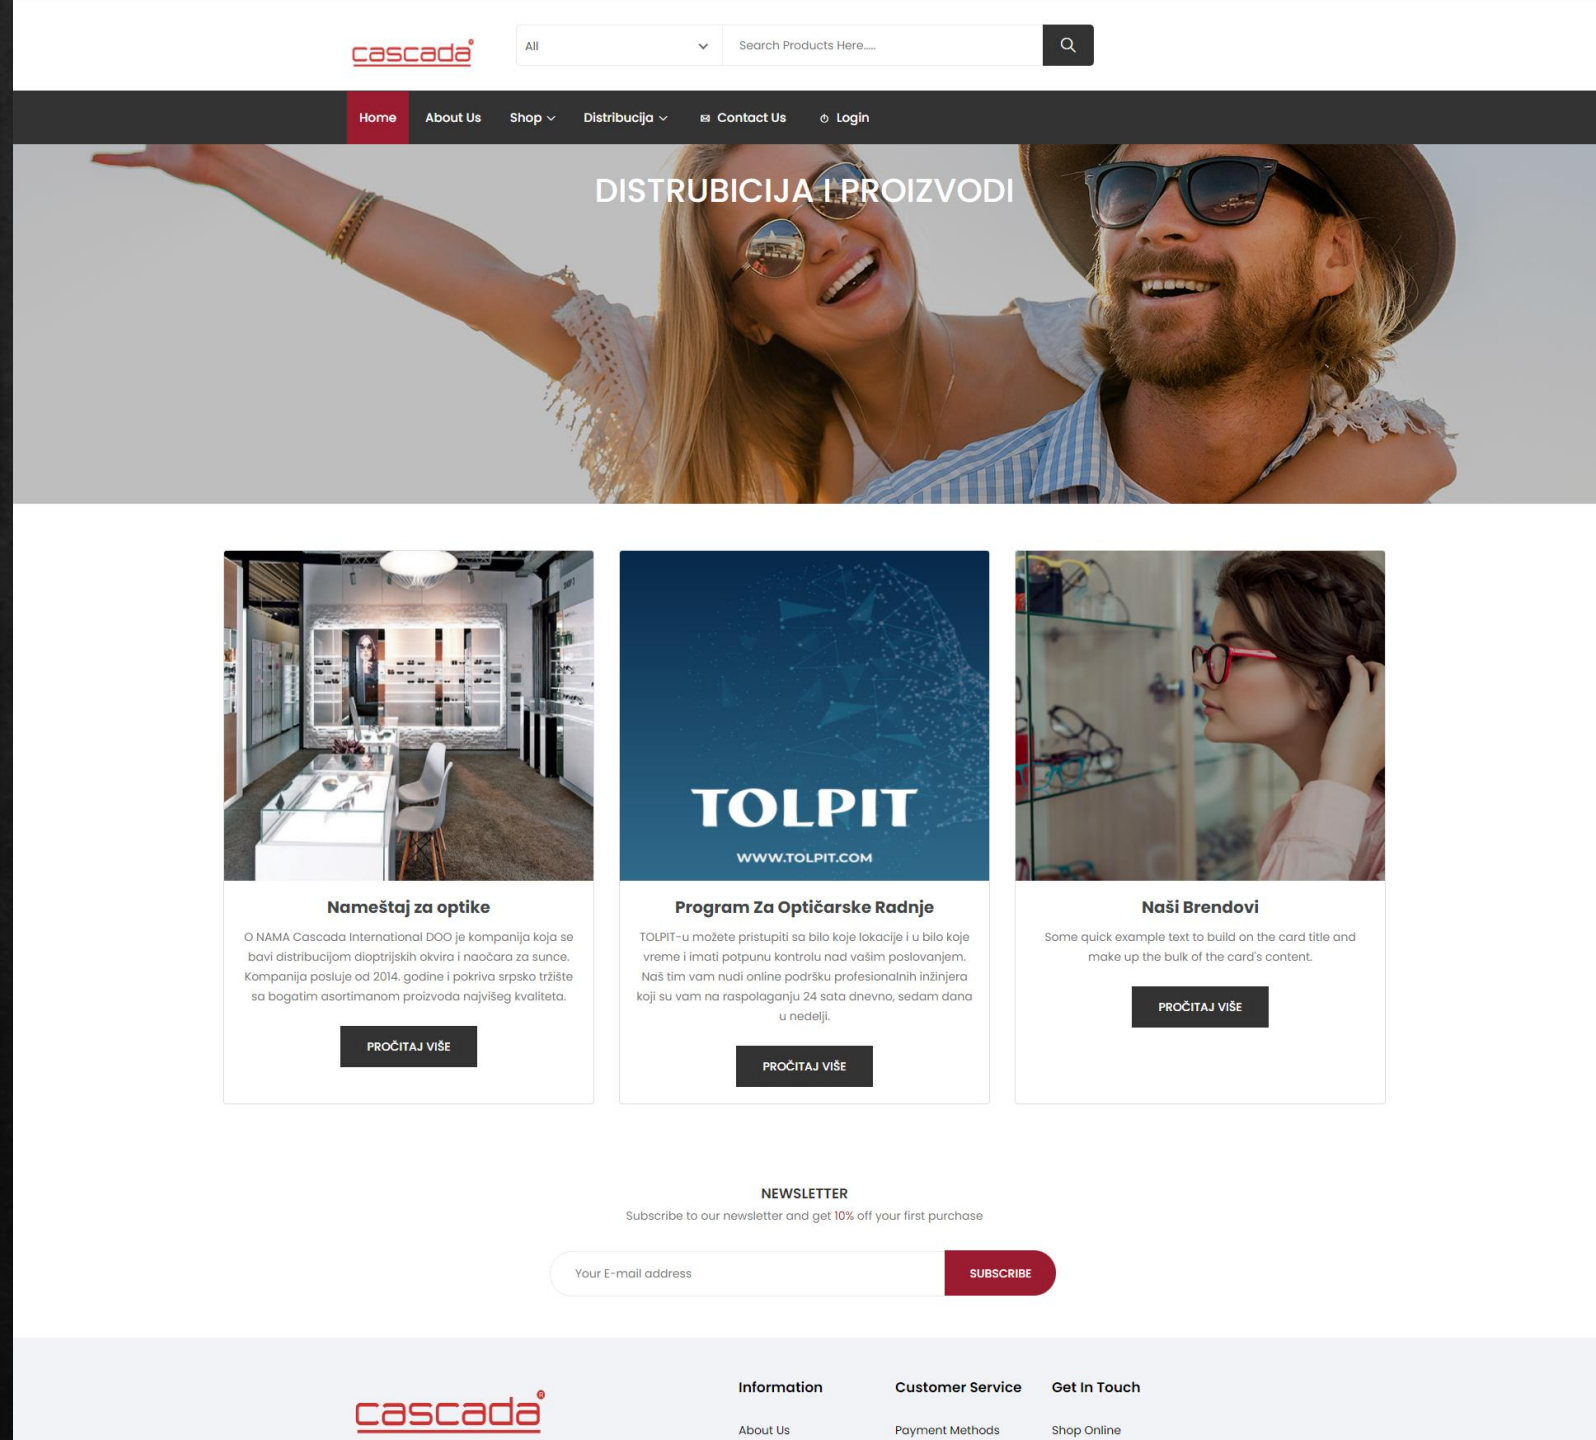 cascada
All
Search Products Here.....
Home
About Us
Shop
Distribucija
Contact Us
Login
DISTRUBICIJA I PROIZVODI
TOLPIT
WWW.TOLPIT.COM
Nameštaj za optike
O NAMA Cascada International DOO je kompanija koja se
bavi distribucijom dioptrijskih okvira i naočara za sunce.
Kompanija posluje od 2014. godine i pokriva srpsko tržište
sa bogatim asortimanom proizvoda najvišeg kvaliteta.
PROČITAJ VIŠE
Program Za Optičarske Radnje
TOLPIT-u možete pristupiti sa bilo koje lokacije i u bilo koje
vreme i imati potpunu kontrolu nad vašim poslovanjem.
Naš tim vam nudi online podršku profesionalnih inžinjera
koji su vam na raspolaganju 24 sata dnevno, sedam dana
u nedelji.
PROČITAJ VIŠE
Naši Brendovi
Some quick example text to build on the card title and
make up the bulk of the card's content.
PROČITAJ VIŠE
NEWSLETTER
Subscribe to our newsletter and get 10% off your first purchase
Your E-mail address
SUBSCRIBE
cascada®
Information
About Us
Customer Service
Payment Methods
Get In Touch
Shop Online